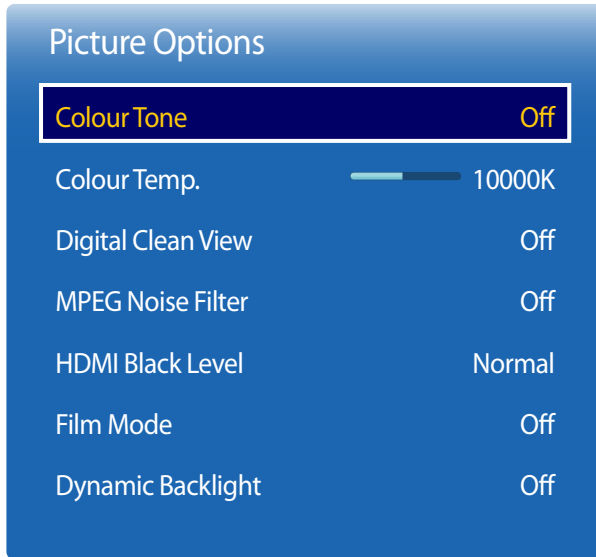 Picture Options
Colour Tone Off
Colour Temp. 10000K
Digital Clean View Off
MPEG Noise Filter Off
HDMI Black Level Normal
Film Mode Off
Dynamic Backlight Off